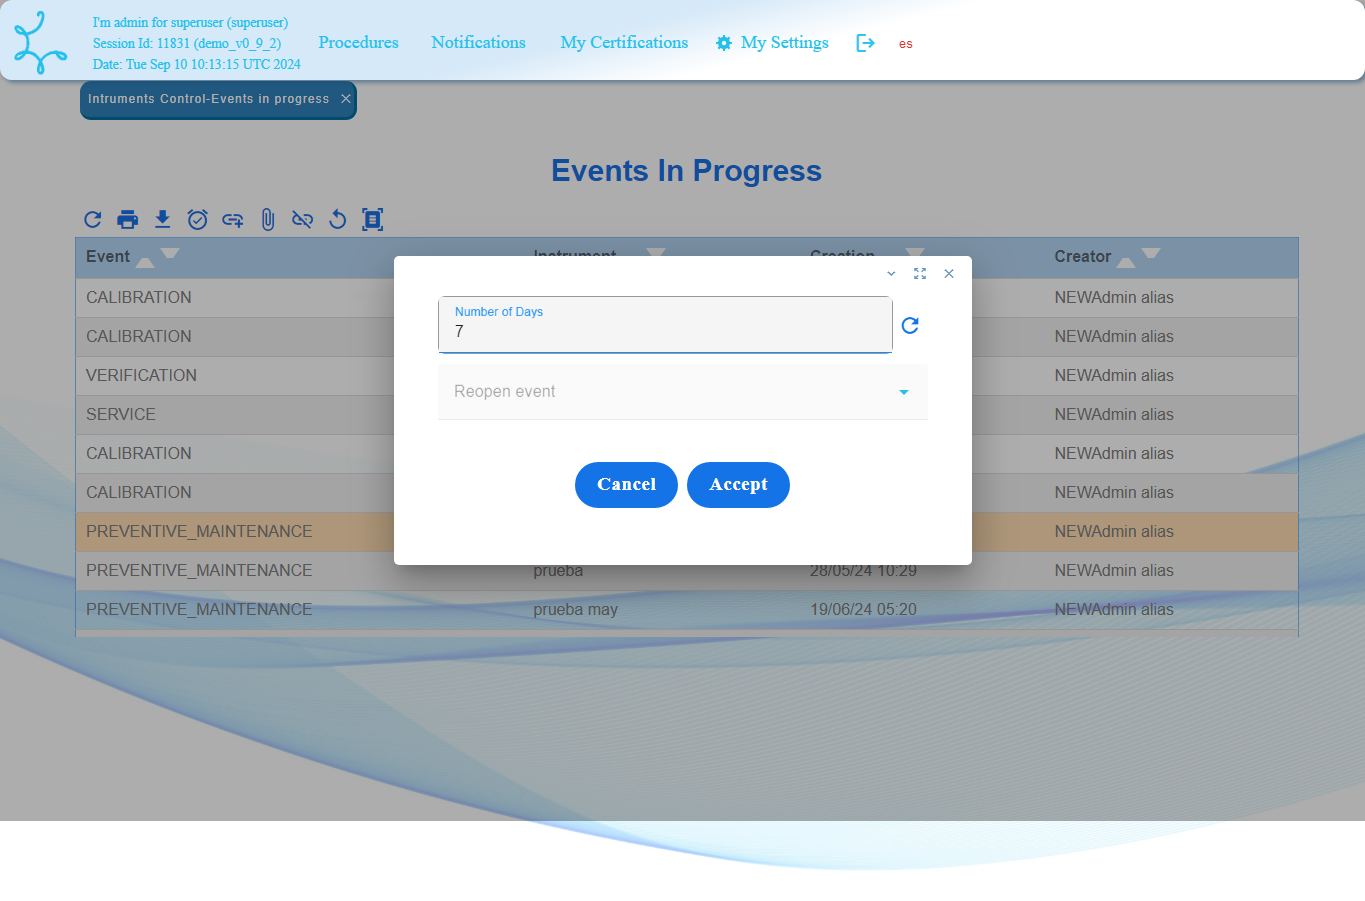 I'm admin for superuser (superuser)
Session Id: 11831 (demo_v0_9_2)
Date: Tue Sep 10 10:13:15 UTC 2024
Procedures
Notifications
My Certifications
My Settings
es
Intruments Control-Events in progress
Events In Progress
Event Instrument Creation Creator
CALIBRATION NEWAdmin alias
CALIBRATION NEWAdmin alias
VERIFICATION NEWAdmin alias
SERVICE NEWAdmin alias
CALIBRATION NEWAdmin alias
CALIBRATION NEWAdmin alias
PREVENTIVE_MAINTENANCE NEWAdmin alias
PREVENTIVE_MAINTENANCE prueba 28/05/24 10:29 NEWAdmin alias
PREVENTIVE_MAINTENANCE prueba may 19/06/24 05:20 NEWAdmin alias
Number of Days
7
Reopen event
Cancel Accept